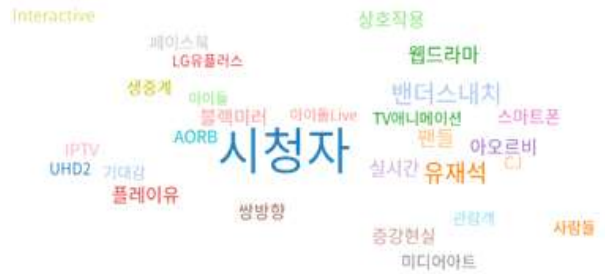 Interactive
상호작용
페이스북
웹드라마
LG유플러스
생중계
밴더스내치
아이돌
블랙미러
아이돌Live
TV애니메이션
스마트폰
AORB
시청자
팬들
아오르비
IPTV
CJ
UHD2
기대감
실시간
유재석
플레이유
쌍방향
관람객
사람들
증강현실
미디어아트